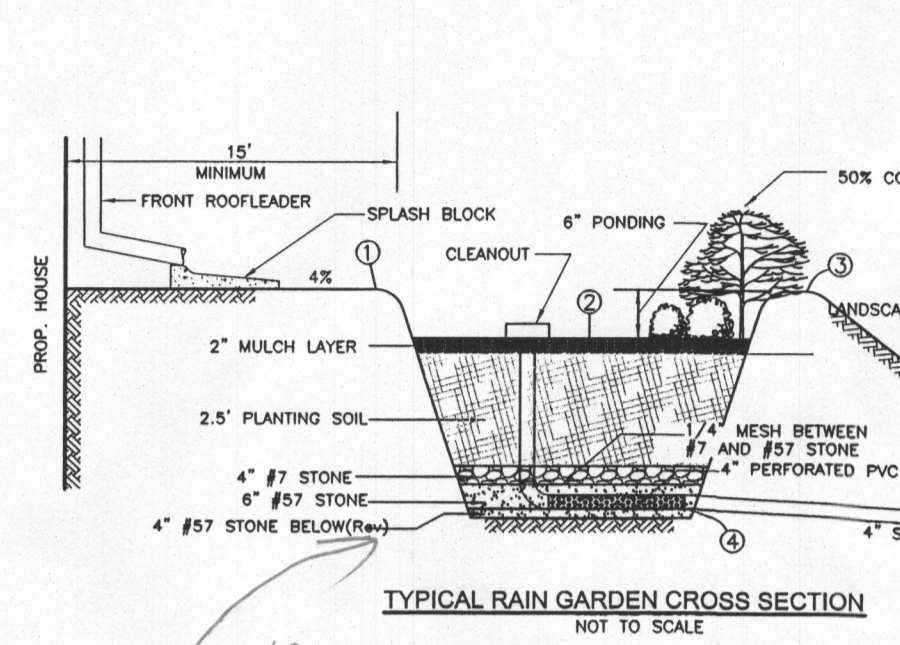 15'
MINIMUM
FRONT ROOFLEADER
SPLASH BLOCK
50% CO
6" PONDING
CLEANOUT
1
3
4%
2
LANDSCA
PROP. HOUSE
2" MULCH LAYER
2.5' PLANTING SOIL
1/4" MESH BETWEEN
#7 AND #57 STONE
4" #7 STONE
4" PERFORATED PVC
6" #57 STONE
4" #57 STONE BELOW(Rev)
4" S
4
TYPICAL RAIN GARDEN CROSS SECTION
NOT TO SCALE